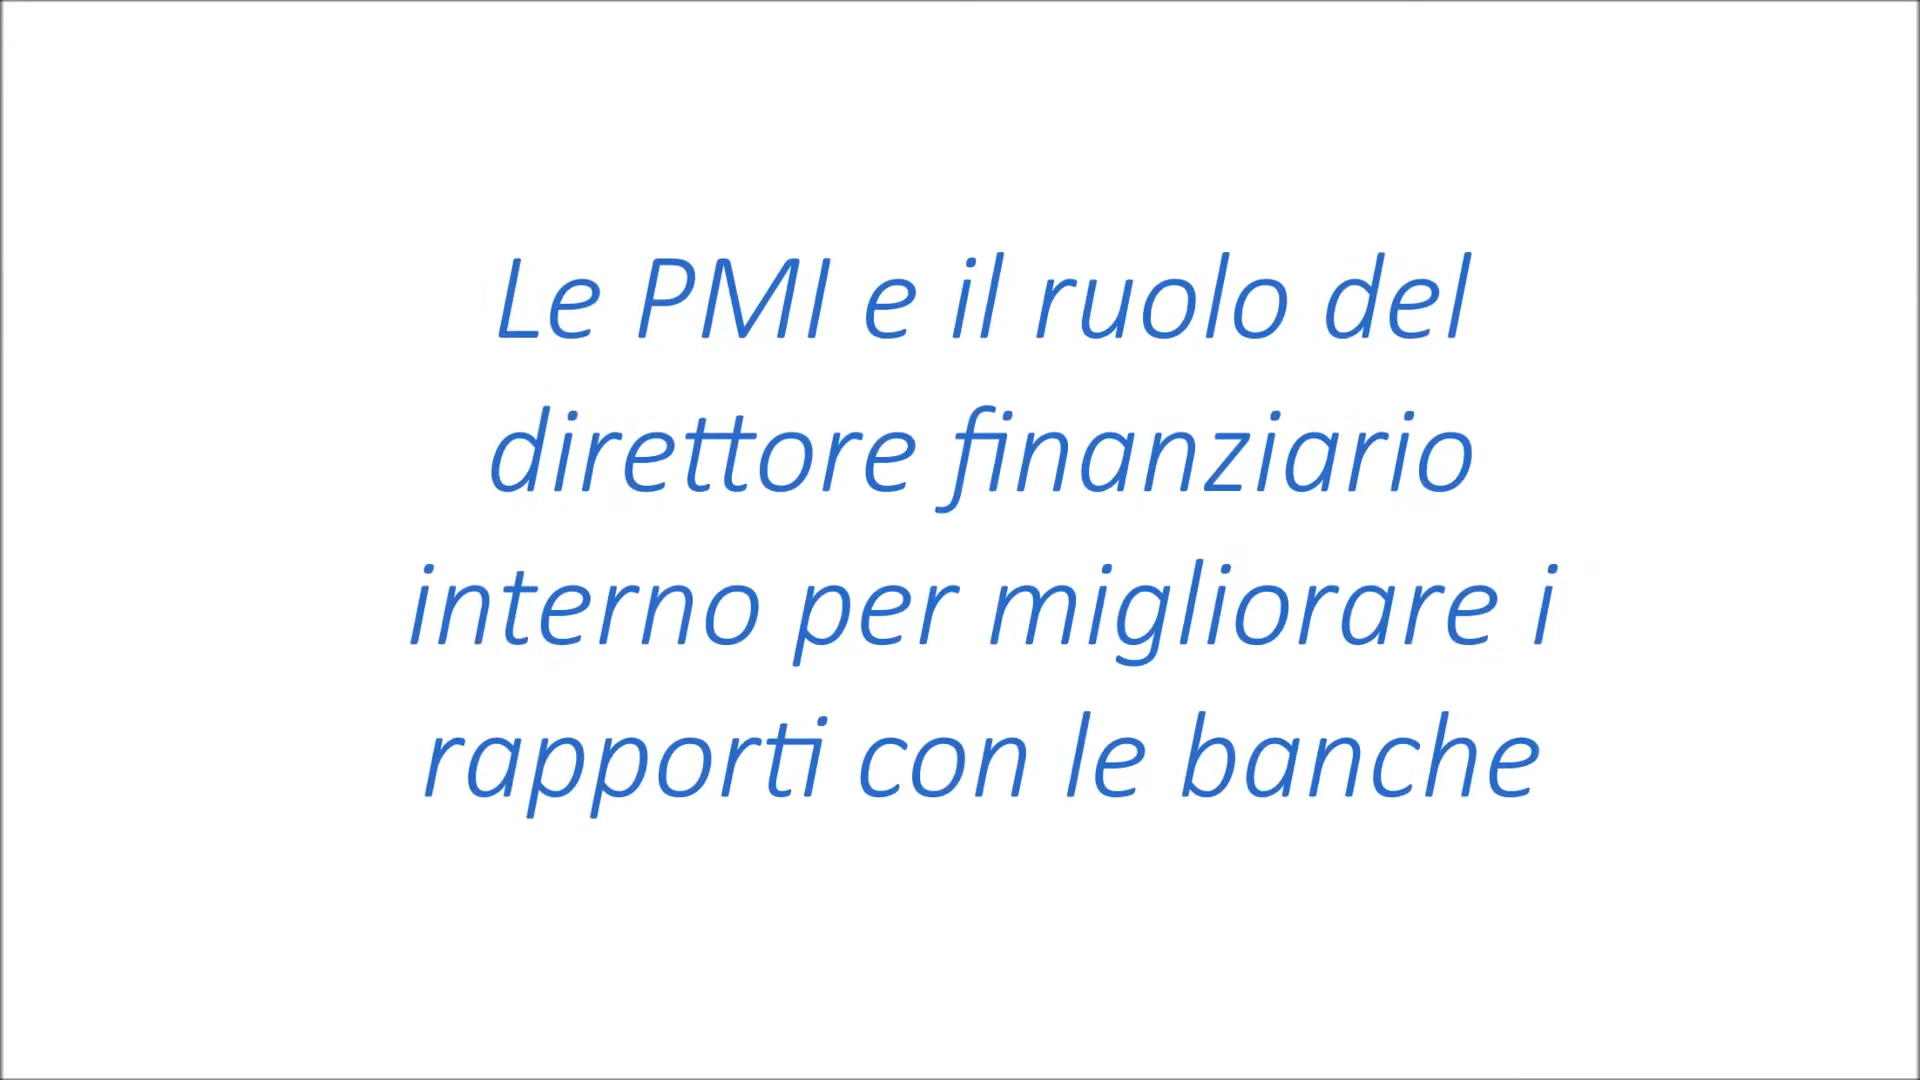 Le PMI e il ruolo del
direttore finanziario
interno per migliorare i
rapporti con le banche